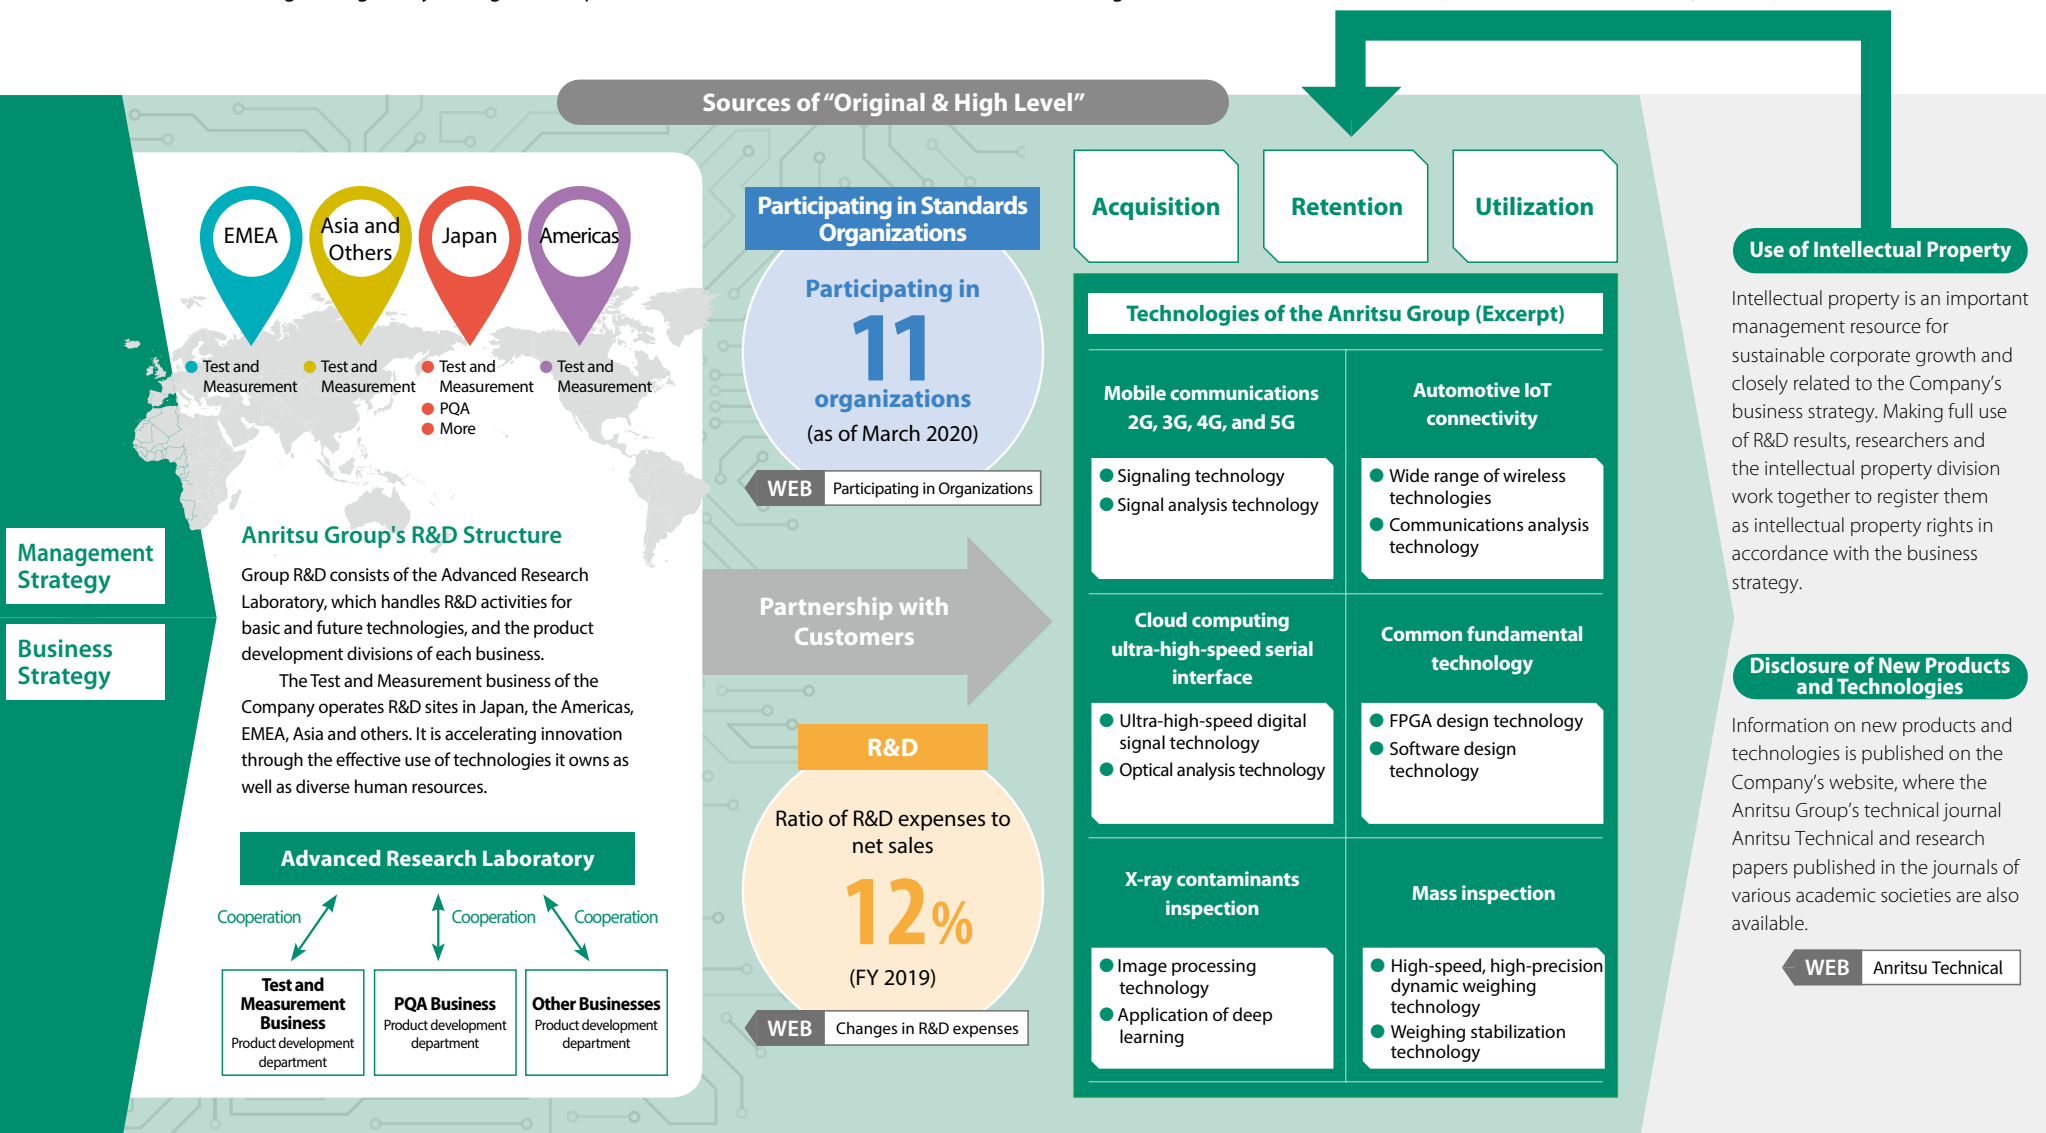 Sources of “Original & High Level”
Management
Strategy
Business
Strategy
EMEA
Asia and
Others
Japan
Americas
Test and
Measurement
Test and
Measurement
Test and
Measurement
PQA
More
Test and
Measurement
Anritsu Group's R&D Structure
Group R&D consists of the Advanced Research
Laboratory, which handles R&D activities for
basic and future technologies, and the product
development divisions of each business.
The Test and Measurement business of the
Company operates R&D sites in Japan, the Americas,
EMEA, Asia and others. It is accelerating innovation
through the effective use of technologies it owns as
well as diverse human resources.
Advanced Research Laboratory
Cooperation
Cooperation
Cooperation
Test and
Measurement
Business
Product development
department
PQA Business
Product development
department
Other Businesses
Product development
department
Participating in Standards
Organizations
Participating in
11
organizations
(as of March 2020)
WEB Participating in Organizations
Partnership with
Customers
R&D
Ratio of R&D expenses to
net sales
12%
(FY 2019)
WEB Changes in R&D expenses
Acquisition
Retention
Utilization
Technologies of the Anritsu Group (Excerpt)
Mobile communications
2G, 3G, 4G, and 5G
Signaling technology
Signal analysis technology
Automotive IoT
connectivity
Wide range of wireless
technologies
Communications analysis
technology
Cloud computing
ultra-high-speed serial
interface
Ultra-high-speed digital
signal technology
Optical analysis technology
Common fundamental
technology
FPGA design technology
Software design
technology
X-ray contaminants
inspection
Image processing
technology
Application of deep
learning
Mass inspection
High-speed, high-precision
dynamic weighing
technology
Weighing stabilization
technology
Use of Intellectual Property
Intellectual property is an important
management resource for
sustainable corporate growth and
closely related to the Company’s
business strategy. Making full use
of R&D results, researchers and
the intellectual property division
work together to register them
as intellectual property rights in
accordance with the business
strategy.
Disclosure of New Products
and Technologies
Information on new products and
technologies is published on the
Company’s website, where the
Anritsu Group’s technical journal
Anritsu Technical and research
papers published in the journals of
various academic societies are also
available.
WEB Anritsu Technical